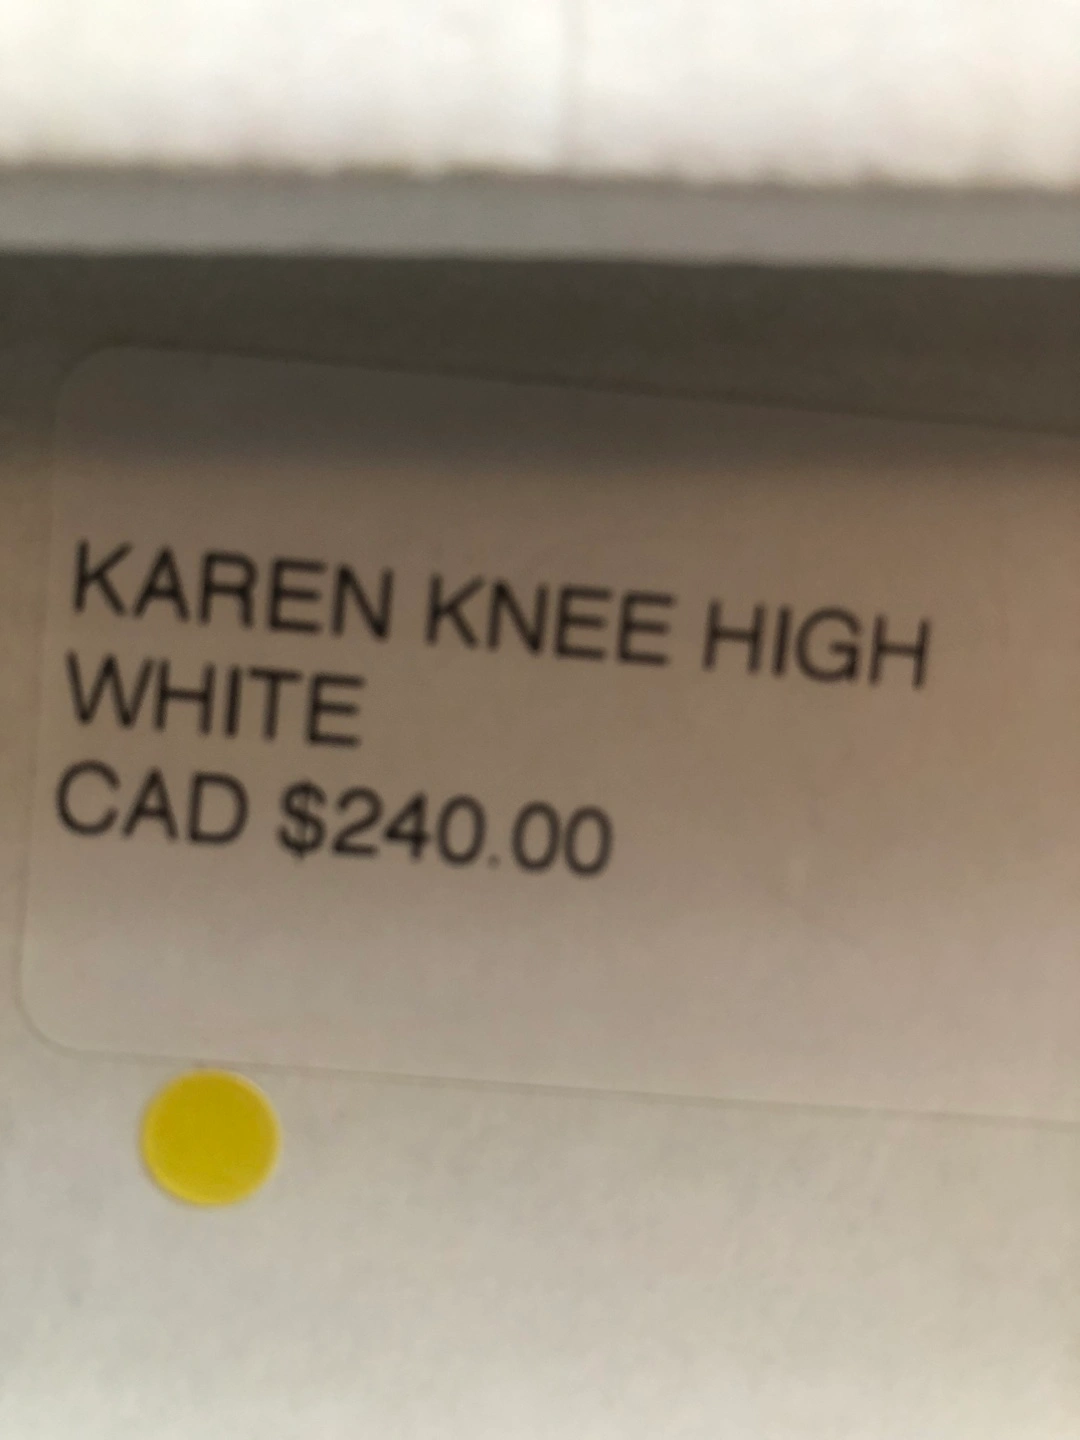 KAREN KNEE HIGH
WHITE
CAD $240.00